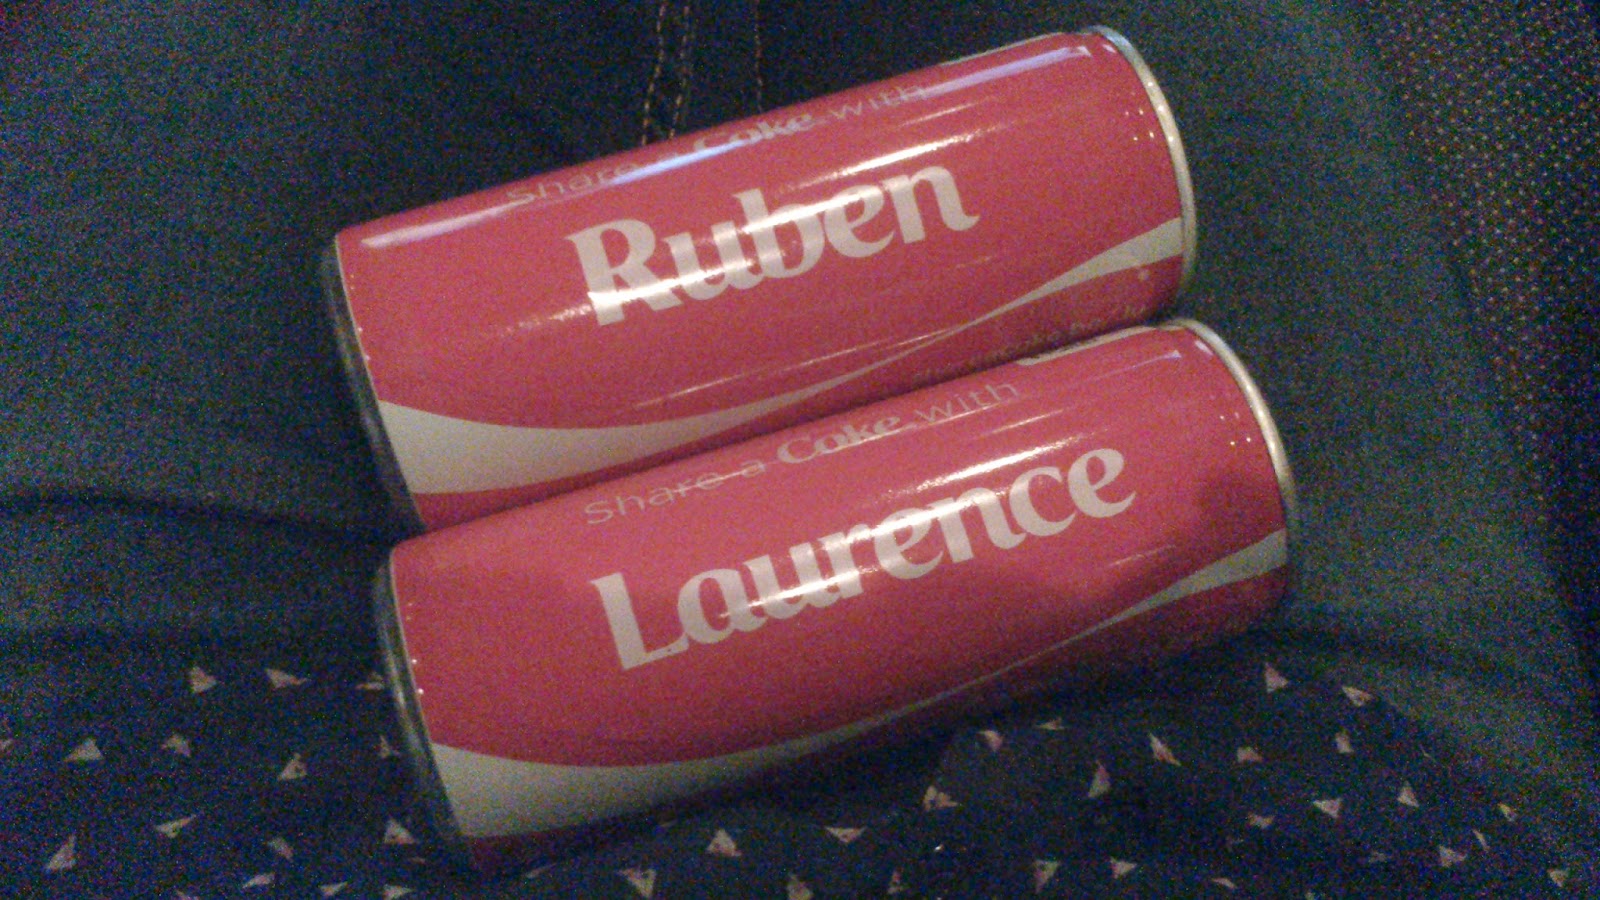 Share a Coke with
Ruben
Share a Coke with
Laurence